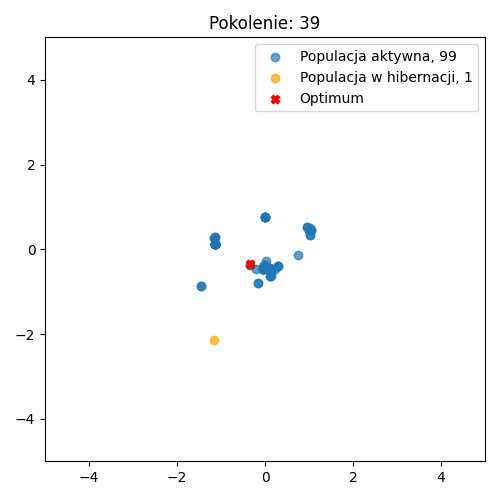 Pokolenie: 39
Populacja aktywna, 99
Populacja w hibernacji, 1
Optimum
4
2
0
−2
−4
−4
−2
0
2
4